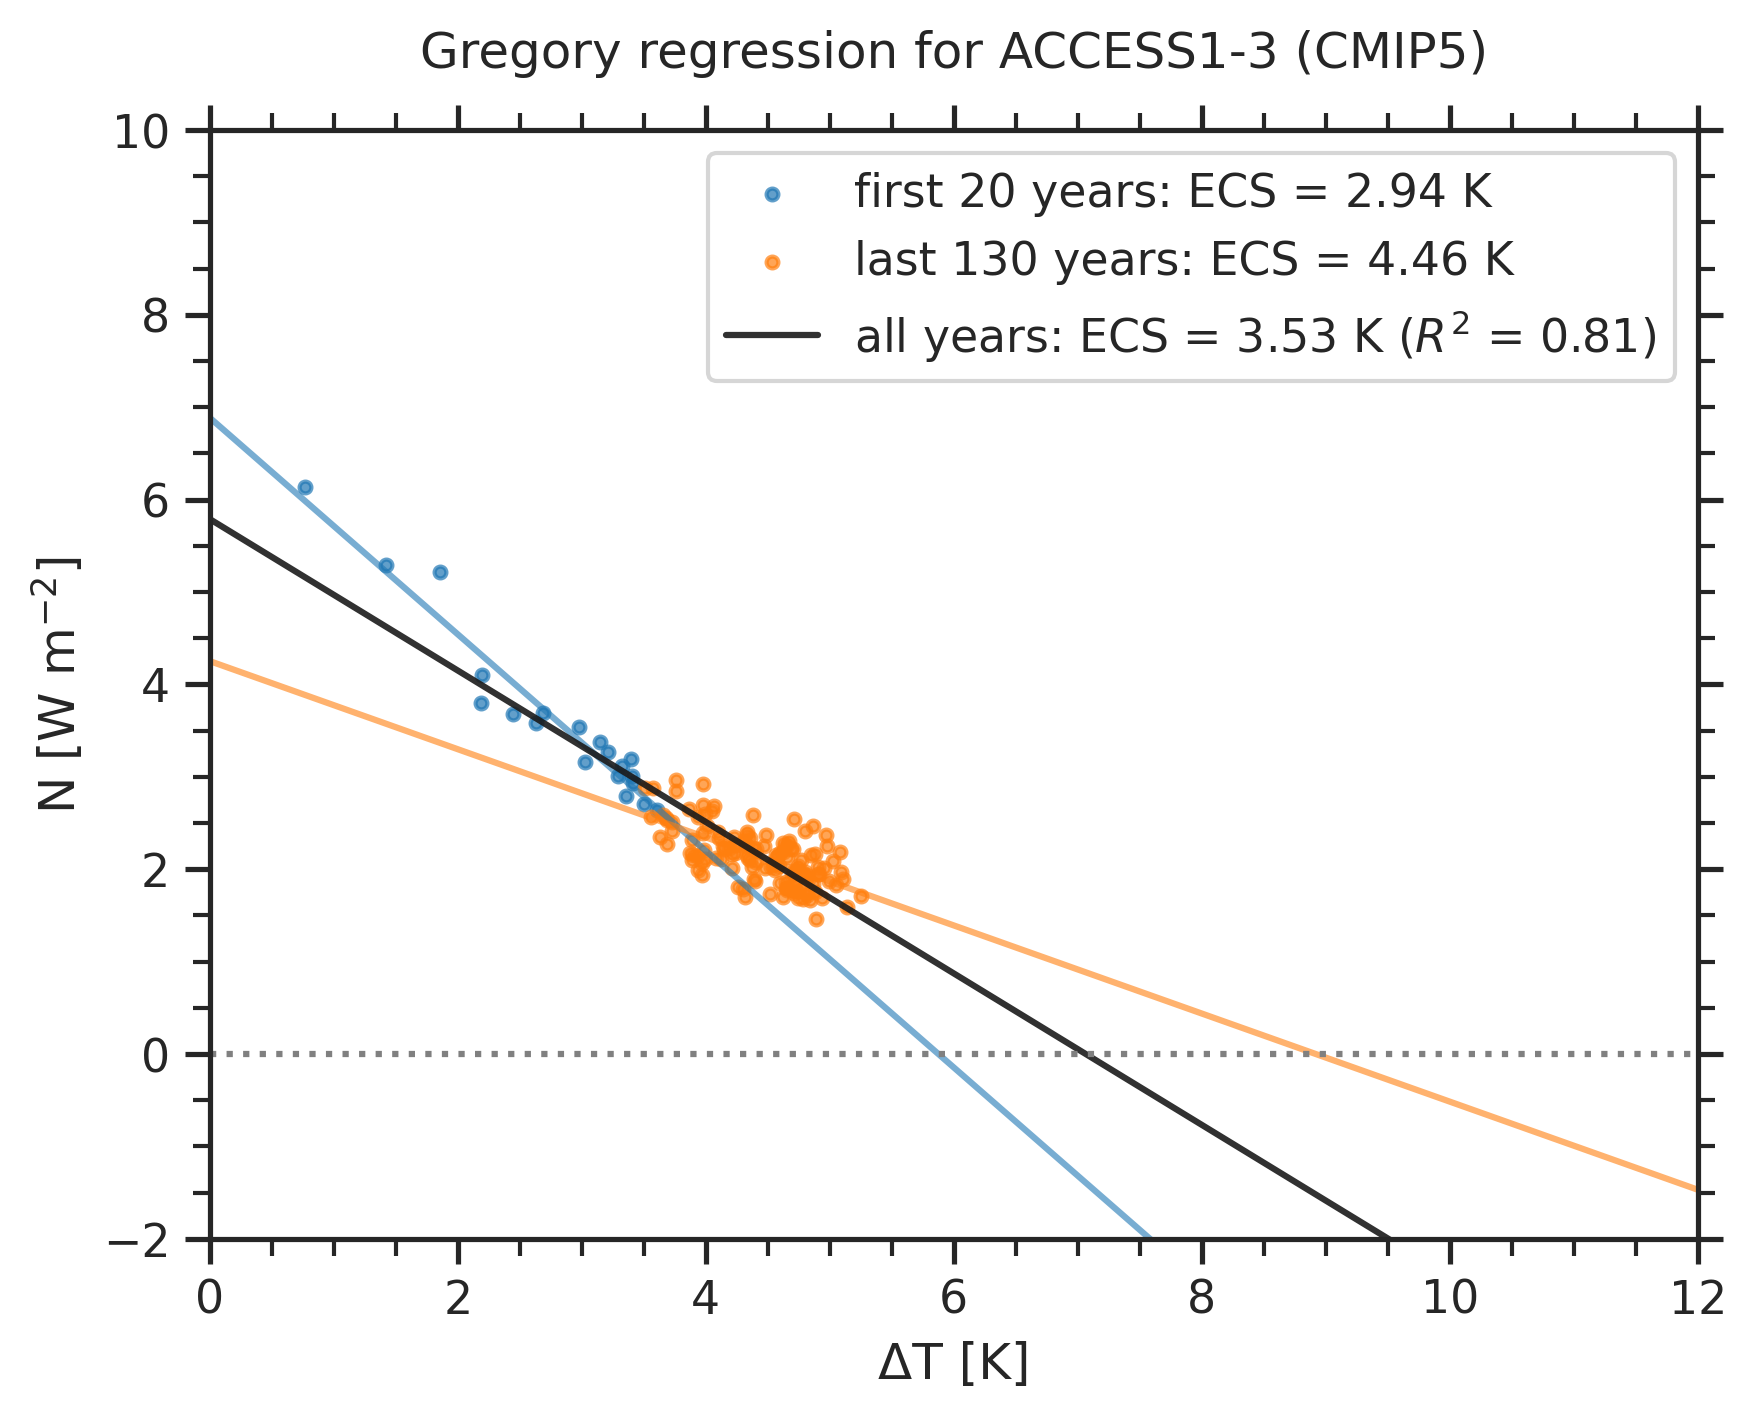 Gregory regression for ACCESS1-3 (CMIP5)
first 20 years: ECS = 2.94 K
last 130 years: ECS = 4.46 K
all years: ECS = 3.53 K (R² = 0.81)
N [W m⁻²]
10
8
6
4
2
0
−2
0 2 4 6 8 10 12
ΔT [K]